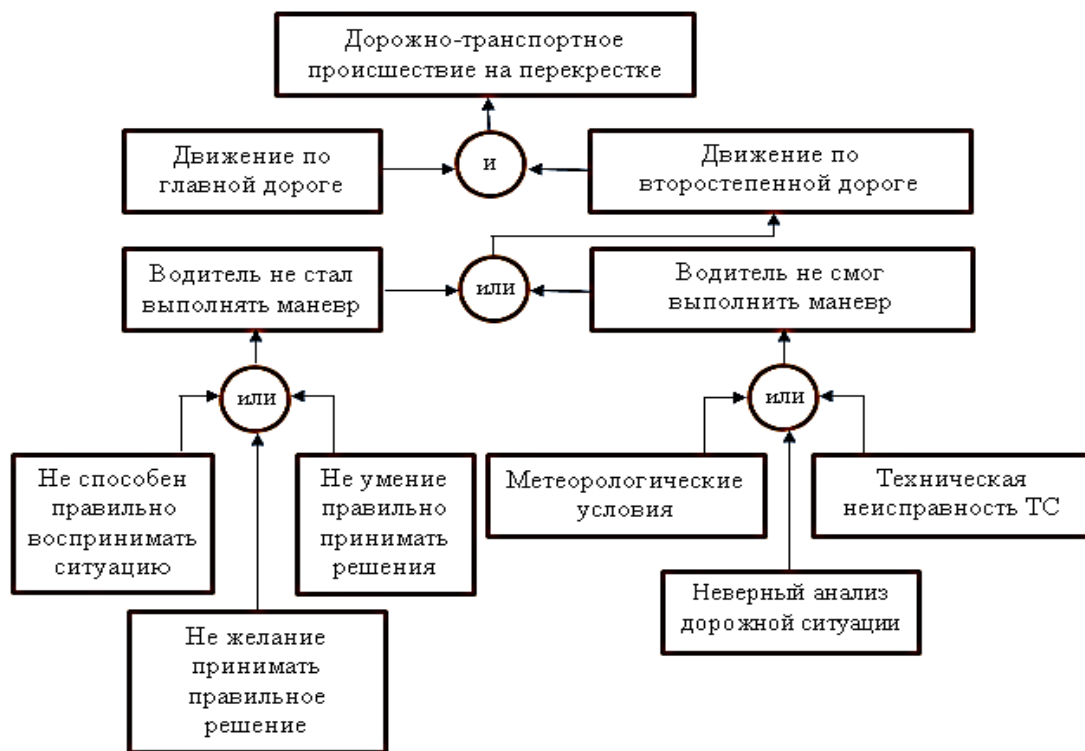 Дорожно-транспортное
происшествие на перекрестке
Движение по
главной дороге
и
Движение по
второстепенной дороге
Водитель не стал
выполнять маневр
или
Водитель не смог
выполнить маневр
или
или
Не способен
правильно
воспринимать
ситуацию
Не умение
правильно
принимать
решения
Метеорологические
условия
Техническая
неисправность ТС
Не желание
принимать
правильное
решение
Неверный анализ
дорожной ситуации